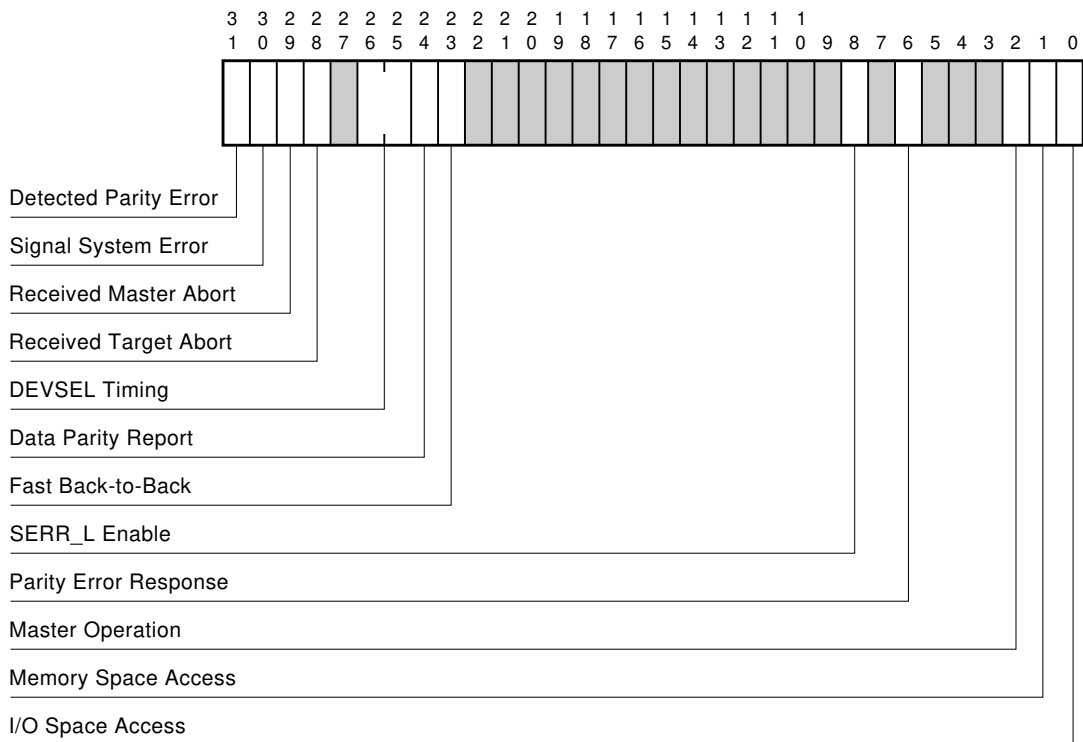 3 3 2 2 2 2 2 2 2 2 2 2 1 1 1 1 1 1 1 1 1 1
1 0 9 8 7 6 5 4 3 2 1 0 9 8 7 6 5 4 3 2 1 0 9 8 7 6 5 4 3 2 1 0
Detected Parity Error
Signal System Error
Received Master Abort
Received Target Abort
DEVSEL Timing
Data Parity Report
Fast Back-to-Back
SERR_L Enable
Parity Error Response
Master Operation
Memory Space Access
I/O Space Access